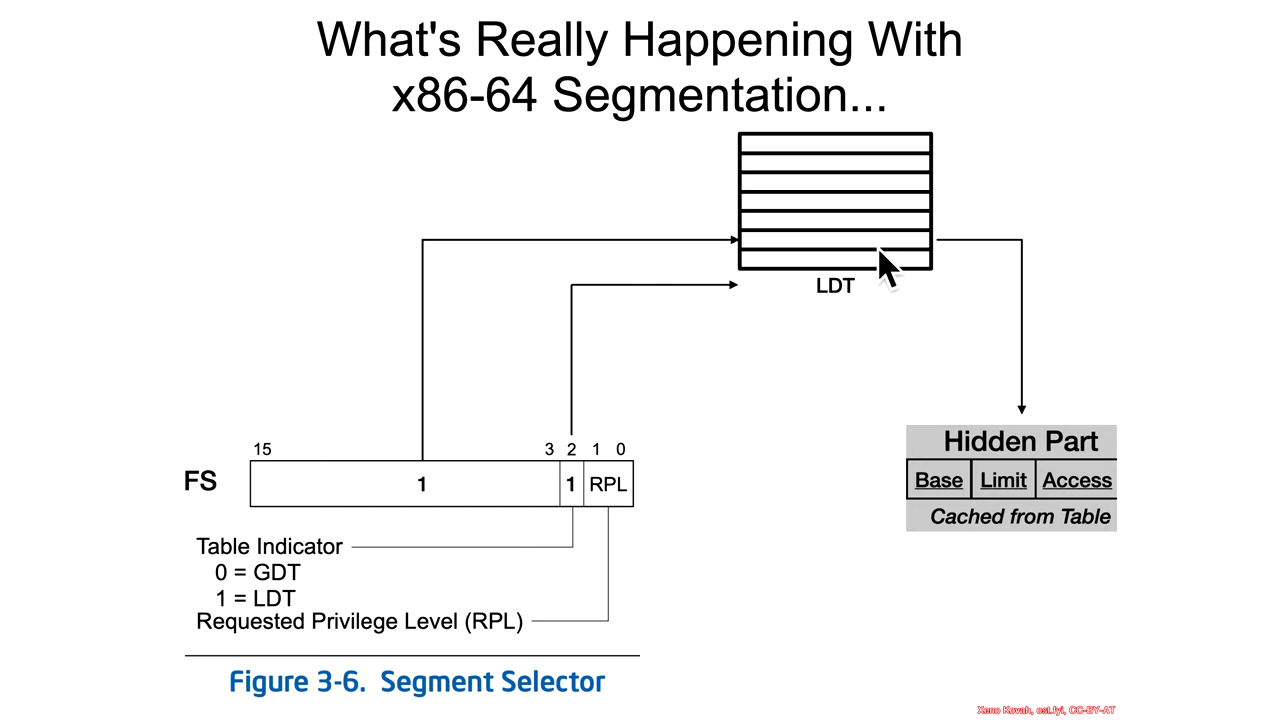 What's Really Happening With
x86-64 Segmentation...
LDT
15 3 2 1 0
FS 1 1 RPL
Hidden Part
Base Limit Access
Cached from Table
Table Indicator
0 = GDT
1 = LDT
Requested Privilege Level (RPL)
Figure 3-6. Segment Selector
Xeno Kovah, ost.fyi, CC-BY-AT